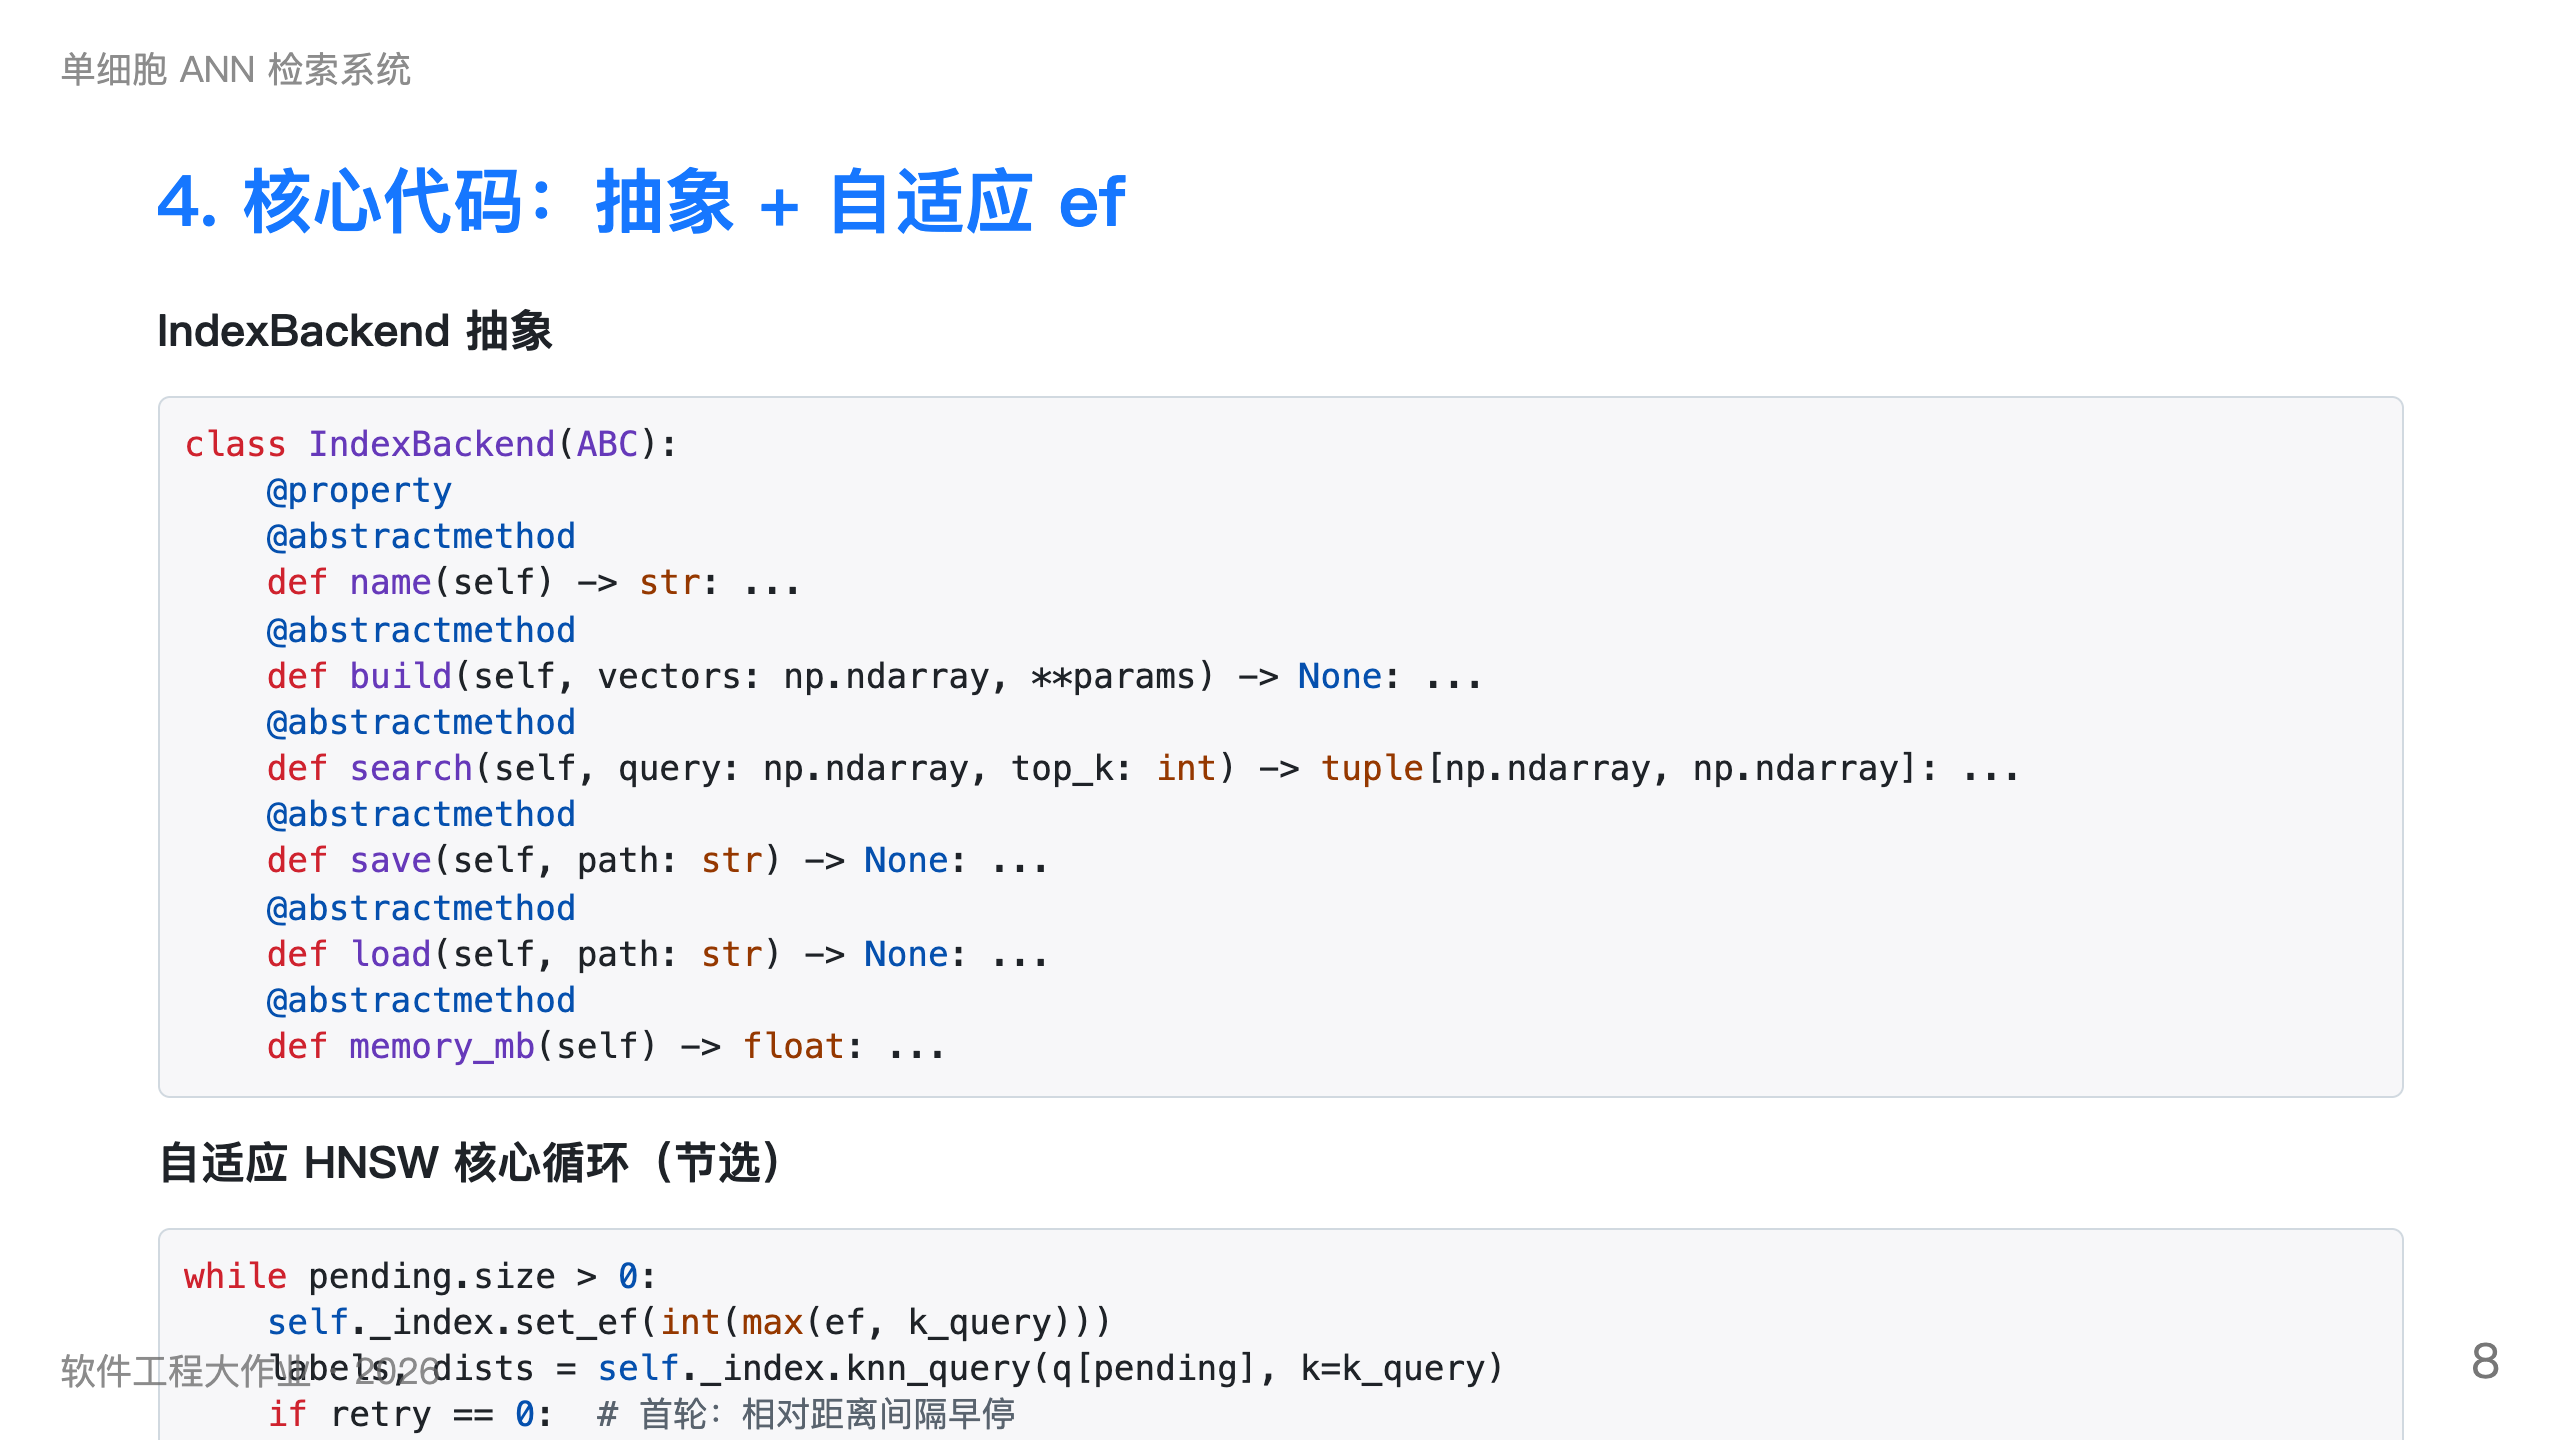 单细胞 ANN 检索系统
4. 核心代码：抽象 + 自适应 ef
IndexBackend 抽象
class IndexBackend(ABC):
    @property
    @abstractmethod
    def name(self) -> str: ...
    @abstractmethod
    def build(self, vectors: np.ndarray, **params) -> None: ...
    @abstractmethod
    def search(self, query: np.ndarray, top_k: int) -> tuple[np.ndarray, np.ndarray]: ...
    @abstractmethod
    def save(self, path: str) -> None: ...
    @abstractmethod
    def load(self, path: str) -> None: ...
    @abstractmethod
    def memory_mb(self) -> float: ...
自适应 HNSW 核心循环（节选）
while pending.size > 0:
    self._index.set_ef(int(max(ef, k_query)))
    labels, dists = self._index.knn_query(q[pending], k=k_query)
    if retry == 0:  # 首轮：相对距离间隔早停
软件工程大作业 2026
8